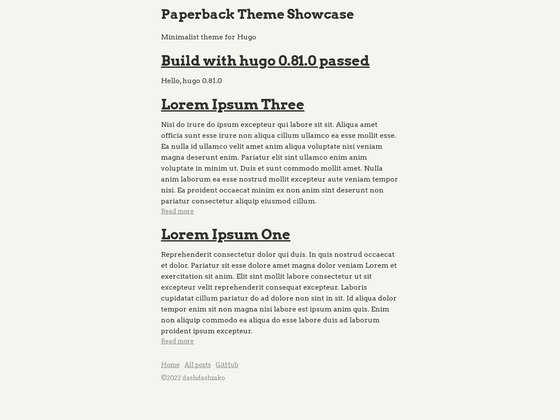 Paperback Theme Showcase
Minimalist theme for Hugo
Build with hugo 0.81.0 passed
Hello, hugo 0.81.0
Lorem Ipsum Three
Nisi do irure do ipsum excepteur qui labore sit sit. Aliqua amet
officia sunt esse irure non aliqua cillum ullamco ea esse mollit esse.
Ea nulla id ullamco velit amet anim aliqua voluptate nisi veniam
magna deserunt enim. Pariatur elit sint ullamco enim anim
voluptate in minim ut. Duis et sunt commodo mollit amet. Nulla
anim laborum ea esse nostrud mollit excepteur aute veniam tempor
nisi. Ea proident occaecat minim ex non anim sint deserunt non
pariatur consectetur aliquip eiusmod cillum.
Read more
Lorem Ipsum One
Reprehenderit consectetur dolor qui duis. In quis nostrud occaecat
et dolor. Pariatur sit esse dolore amet magna dolor veniam Lorem et
exercitation sit anim. Elit sint mollit labore consectetur ut sit
excepteur velit reprehenderit consequat excepteur. Laboris
cupidatat cillum pariatur do ad dolore non sint in sit. Id aliqua dolor
tempor enim sit non magna nisi labore est ipsum anim quis. Enim
non aliquip commodo ea aliqua do esse labore duis ad laborum
proident ipsum excepteur.
Read more
Home All posts GitHub
©2022 dashdashzako